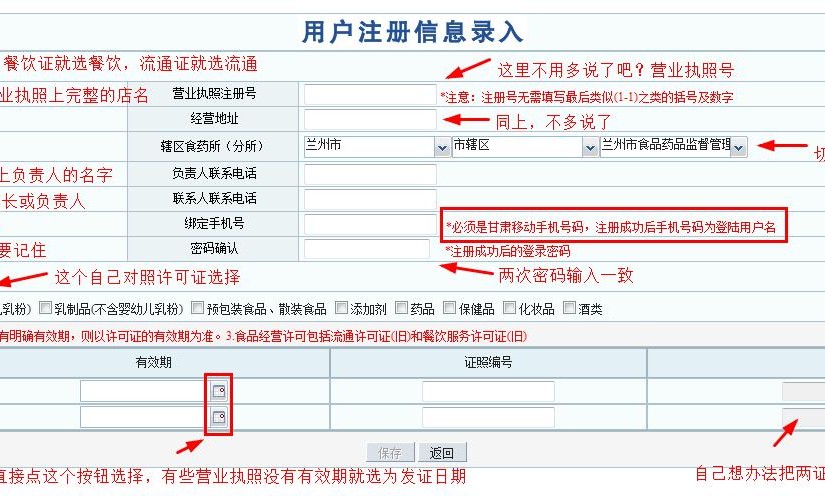 用户注册信息录入
餐饮证就选餐饮，流通证就选流通
这里不用多说了吧？营业执照号
业执照上完整的店名
营业执照注册号
*注意：注册号无需填写最后类似(1-1)之类的括号及数字
经营地址
同上，不多说了
辖区食药所（分所）
兰州市
市辖区
兰州市食品药品监督管理
切
上负责人的名字
负责人联系电话
长或负责人
联系人联系电话
绑定手机号
*必须是甘肃移动手机号码，注册成功后手机号码为登陆用户名
要记住
密码确认
*注册成功后的登录密码
这个自己对照许可证选择
两次密码输入一致
乳粉) 乳制品(不含婴幼儿乳粉) 预包装食品、散装食品 添加剂 药品 保健品 化妆品 酒类
有明确有效期，则以许可证的有效期为准。3.食品经营许可包括流通许可证(旧)和餐饮服务许可证(旧)
有效期
证照编号
保存
返回
直接点这个按钮选择，有些营业执照没有有效期就选为发证日期
自己想办法把两证